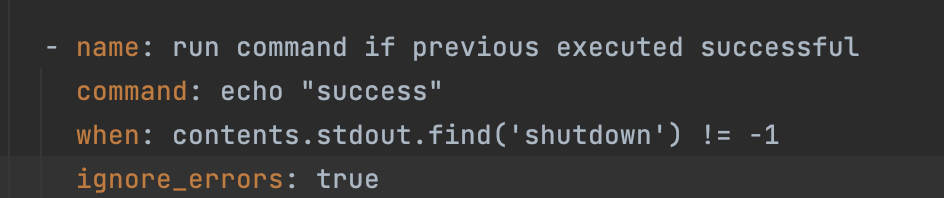 - name: run command if previous executed successful
command: echo "success"
when: contents.stdout.find('shutdown') != -1
ignore_errors: true